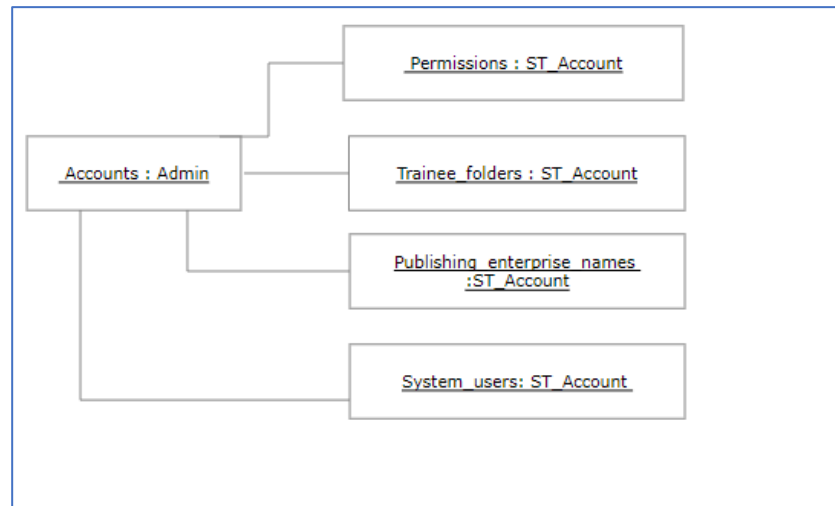 Permissions : ST_Account
Accounts : Admin
Trainee_folders : ST_Account
Publishing_enterprise_names
:ST_Account
System_users: ST_Account